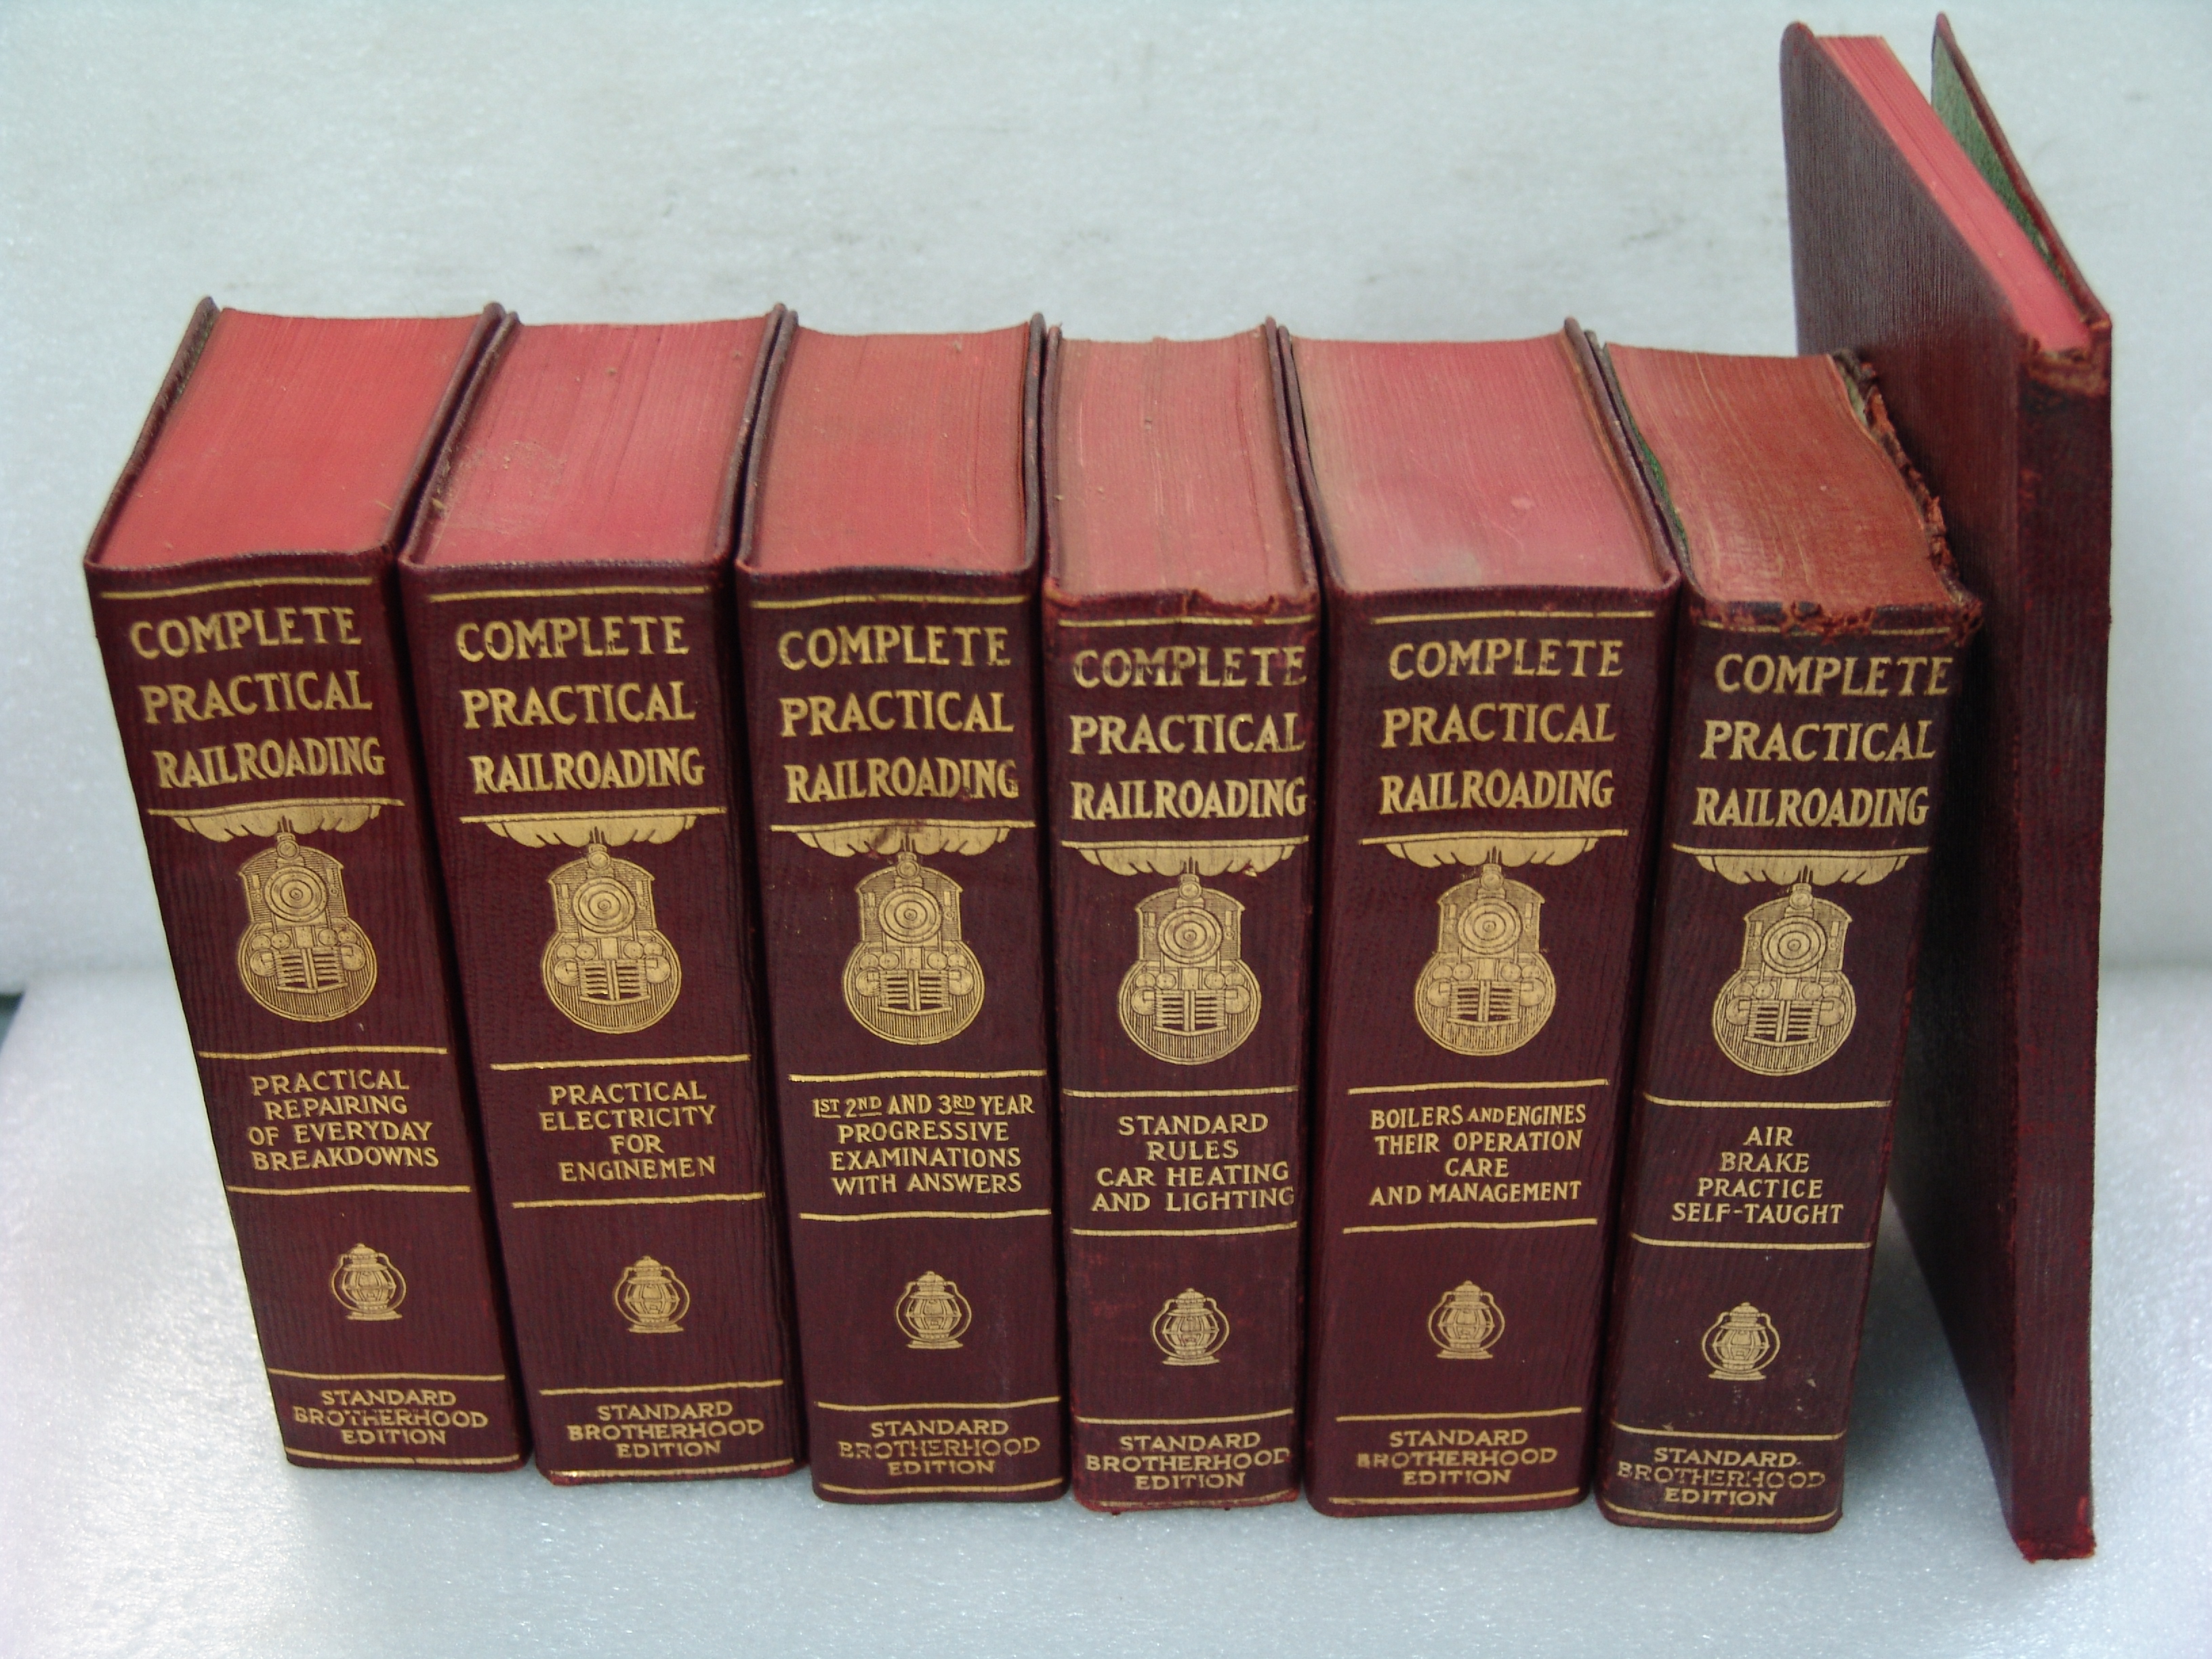 COMPLETE
PRACTICAL
RAILROADING
PRACTICAL
REPAIRING
OF EVERYDAY
BREAKDOWNS
STANDARD
BROTHERHOOD
EDITION
COMPLETE
PRACTICAL
RAILROADING
PRACTICAL
ELECTRICITY
FOR
ENGINEMEN
STANDARD
BROTHERHOOD
EDITION
COMPLETE
PRACTICAL
RAILROADING
1ST 2ND AND 3RD YEAR
PROGRESSIVE
EXAMINATIONS
WITH ANSWERS
STANDARD
BROTHERHOOD
EDITION
COMPLETE
PRACTICAL
RAILROADING
STANDARD
RULES
CAR HEATING
AND LIGHTING
STANDARD
BROTHERHOOD
EDITION
COMPLETE
PRACTICAL
RAILROADING
BOILERS AND ENGINES
THEIR OPERATION
CARE
AND MANAGEMENT
STANDARD
BROTHERHOOD
EDITION
COMPLETE
PRACTICAL
RAILROADING
AIR
BRAKE
PRACTICE
SELF-TAUGHT
STANDARD
BROTHERHOOD
EDITION